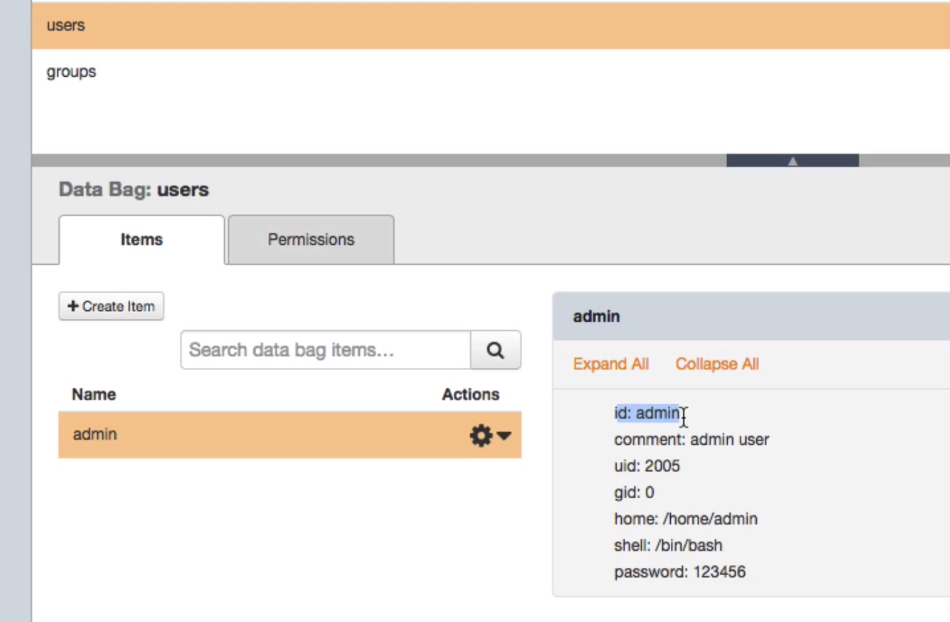 users
groups
Data Bag: users
Items
Permissions
+ Create Item
Search data bag items...
Name
Actions
admin
admin
Expand All
Collapse All
id: admin
comment: admin user
uid: 2005
gid: 0
home: /home/admin
shell: /bin/bash
password: 123456